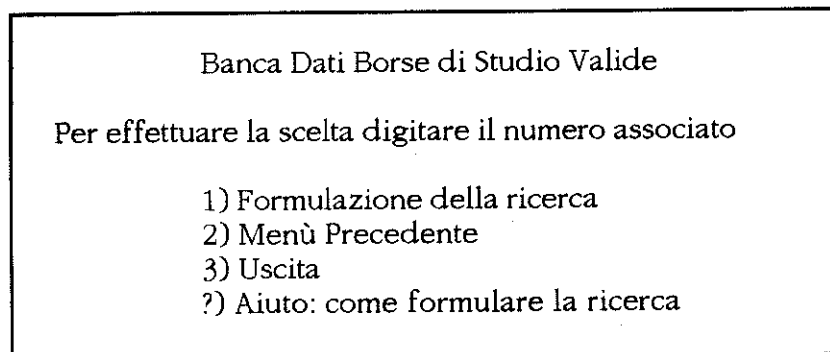 Banca Dati Borse di Studio Valide
Per effettuare la scelta digitare il numero associato
1) Formulazione della ricerca
2) Menù Precedente
3) Uscita
?) Aiuto: come formulare la ricerca